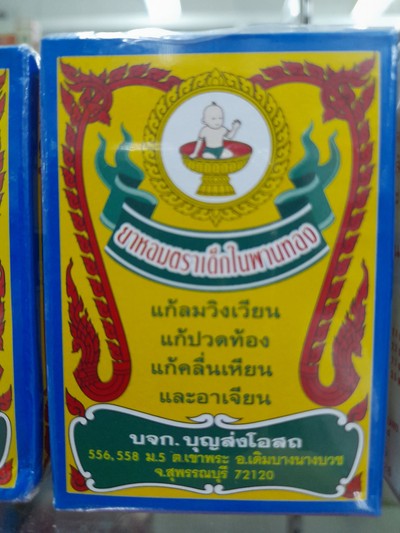 ยาหอมตราเด็กในพานทอง
แก้ลมวิงเวียน
แก้ปวดท้อง
แก้คลื่นเหียน
และอาเจียน
บจก. บุญส่งโอสถ
556, 558 ม.5 ต.เขาพระ อ.เดิมบางนางบวช
จ.สุพรรณบุรี 72120